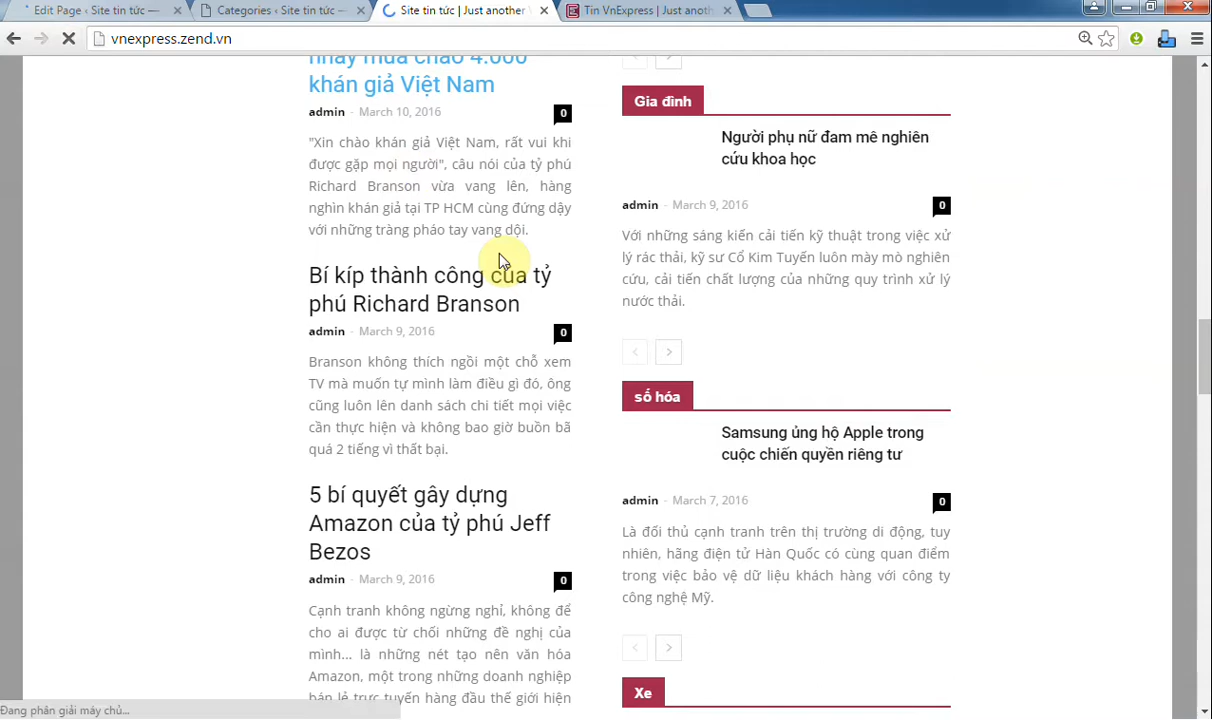 Edit Page ‹ Site tin tức —
Categories ‹ Site tin tức —
Site tin tức | Just another
Tin VnExpress | Just anoth
vnexpress.zend.vn
nhảy múa chào 4.000
khán giả Việt Nam
admin - March 10, 2016
0
"Xin chào khán giả Việt Nam, rất vui khi
được gặp mọi người", câu nói của tỷ phú
Richard Branson vừa vang lên, hàng
nghìn khán giả tại TP HCM cùng đứng dậy
với những tràng pháo tay vang dội.
Bí kíp thành công của tỷ
phú Richard Branson
admin - March 9, 2016
0
Branson không thích ngồi một chỗ xem
TV mà muốn tự mình làm điều gì đó, ông
cũng luôn lên danh sách chi tiết mọi việc
cần thực hiện và không bao giờ buồn bã
quá 2 tiếng vì thất bại.
5 bí quyết gây dựng
Amazon của tỷ phú Jeff
Bezos
admin - March 9, 2016
0
Cạnh tranh không ngừng nghỉ, không để
cho ai được từ chối những đề nghị của
mình... là những nét tạo nên văn hóa
Amazon, một trong những doanh nghiệp
bán lẻ trực tuyến hàng đầu thế giới hiện
Gia đình
Người phụ nữ đam mê nghiên
cứu khoa học
admin - March 9, 2016
0
Với những sáng kiến cải tiến kỹ thuật trong việc xử
lý rác thải, kỹ sư Cổ Kim Tuyến luôn mày mò nghiên
cứu, cải tiến chất lượng của những quy trình xử lý
nước thải.
số hóa
Samsung ủng hộ Apple trong
cuộc chiến quyền riêng tư
admin - March 7, 2016
0
Là đối thủ cạnh tranh trên thị trường di động, tuy
nhiên, hãng điện tử Hàn Quốc có cùng quan điểm
trong việc bảo vệ dữ liệu khách hàng với công ty
công nghệ Mỹ.
Xe
Đang phân giải máy chủ...